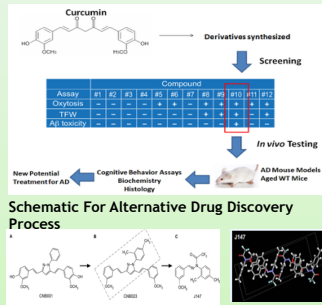 Curcumin
O O
HO OCH₃ OCH₃ OH
Derivatives synthesized
Screening
Compound
Assay #1 #2 #3 #4 #5 #6 #7 #8 #9 #10 #11 #12
Oxytosis – – – – + + – + + + + +
TFW – – – – – – – + + + – +
Aβ toxicity – – – – – – – – – + – –
In vivo Testing
New Potential
Treatment for AD
Cognitive Behavior Assays
Biochemistry
Histology
AD Mouse Models
Aged WT Mice
Schematic For Alternative Drug Discovery
Process
A B C J147
CNB001 CNB023 J147